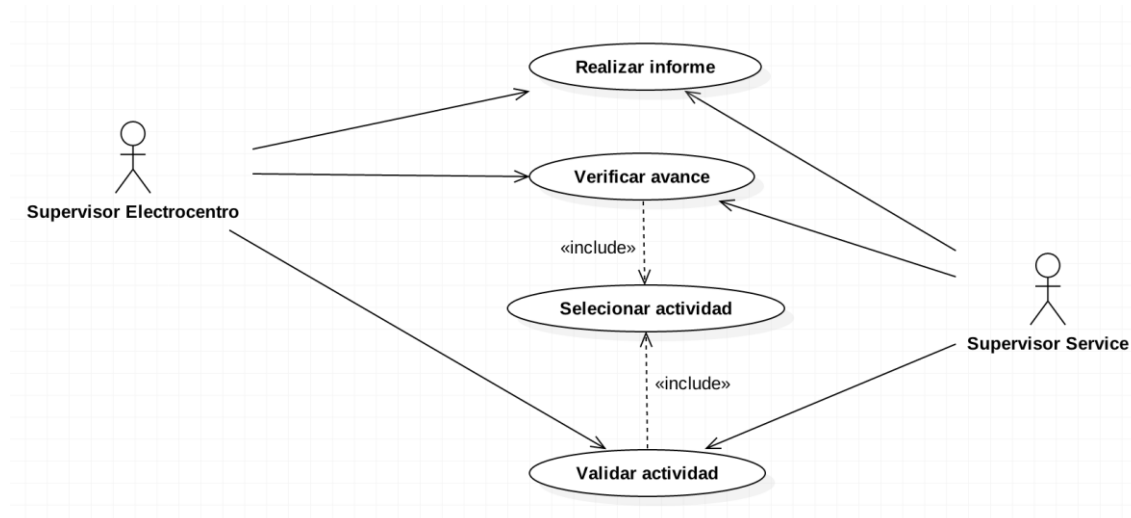 Realizar informe
Verificar avance
Supervisor Electrocentro
«include»
Selecionar actividad
Supervisor Service
«include»
Validar actividad